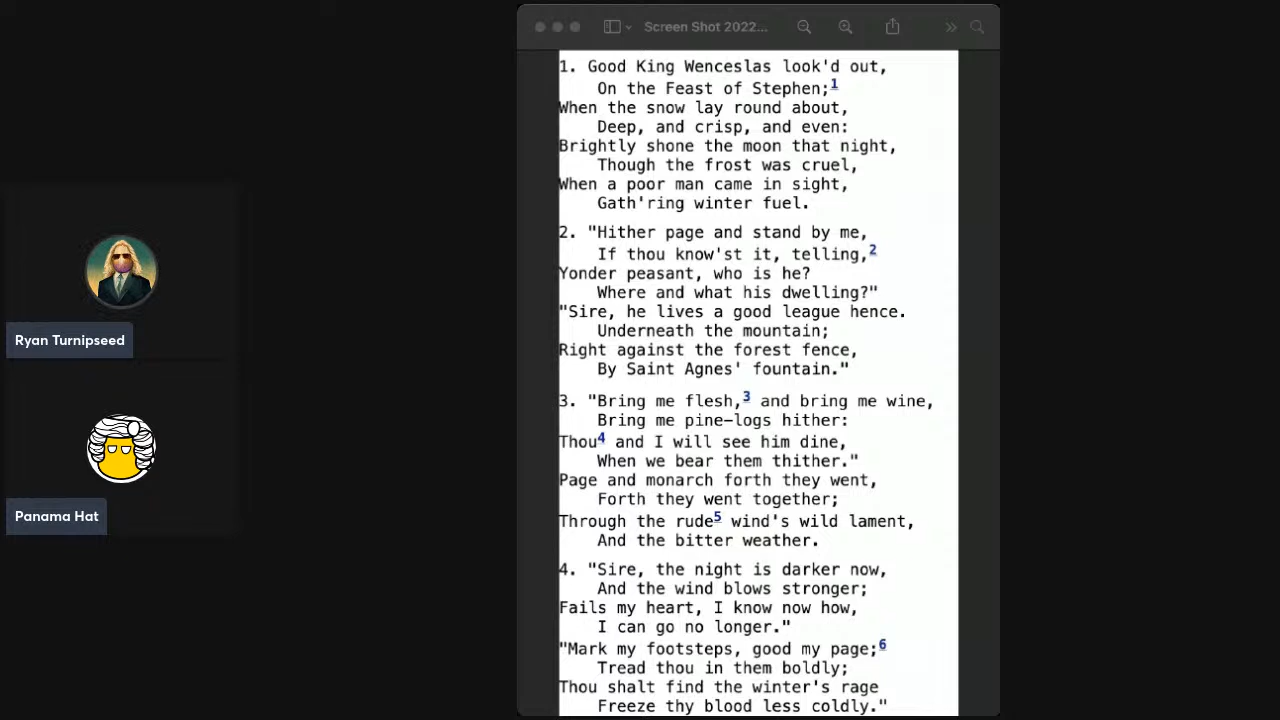 Screen Shot 2022...
1. Good King Wenceslas look'd out,
On the Feast of Stephen;1
When the snow lay round about,
Deep, and crisp, and even:
Brightly shone the moon that night,
Though the frost was cruel,
When a poor man came in sight,
Gath'ring winter fuel.
2. "Hither page and stand by me,
If thou know'st it, telling,2
Yonder peasant, who is he?
Where and what his dwelling?"
"Sire, he lives a good league hence.
Underneath the mountain;
Right against the forest fence,
By Saint Agnes' fountain."
3. "Bring me flesh,3 and bring me wine,
Bring me pine-logs hither:
Thou4 and I will see him dine,
When we bear them thither."
Page and monarch forth they went,
Forth they went together;
Through the rude5 wind's wild lament,
And the bitter weather.
4. "Sire, the night is darker now,
And the wind blows stronger;
Fails my heart, I know now how,
I can go no longer."
"Mark my footsteps, good my page;6
Tread thou in them boldly;
Thou shalt find the winter's rage
Freeze thy blood less coldly."
Ryan Turnipseed
Panama Hat